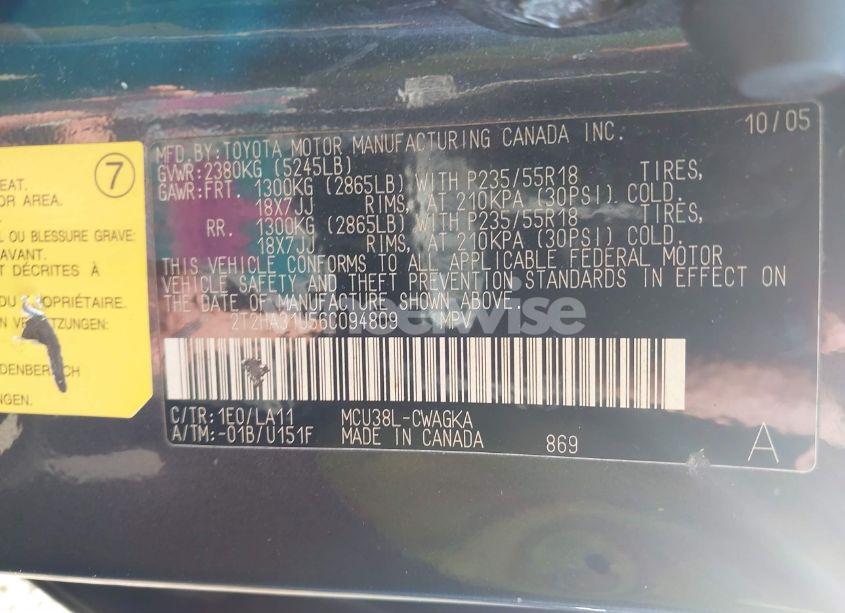 7
EAT.
OR AREA.
L OU BLESSURE GRAVE:
AVANT.
T DÉCRITES À
DU PROPRIÉTAIRE.
N VERLETZUNGEN:
DENBEREICH
UNGEN.
MFD.BY:TOYOTA MOTOR MANUFACTURING CANADA INC. 10/05
GVWR:2380KG (5245LB)
GAWR:FRT. 1300KG (2865LB) WITH P235/55R18 TIRES,
18X7JJ RIMS, AT 210KPA (30PSI) COLD.
RR. 1300KG (2865LB) WITH P235/55R18 TIRES,
18X7JJ RIMS, AT 210KPA (30PSI) COLD.
THIS VEHICLE CONFORMS TO ALL APPLICABLE FEDERAL MOTOR
VEHICLE SAFETY AND THEFT PREVENTION STANDARDS IN EFFECT ON
THE DATE OF MANUFACTURE SHOWN ABOVE.
2T2HA31U56C094809 MPV
C/TR:1E0/LA11 MCU38L-CWAGKA
A/TM:-01B/U151F MADE IN CANADA 869 A